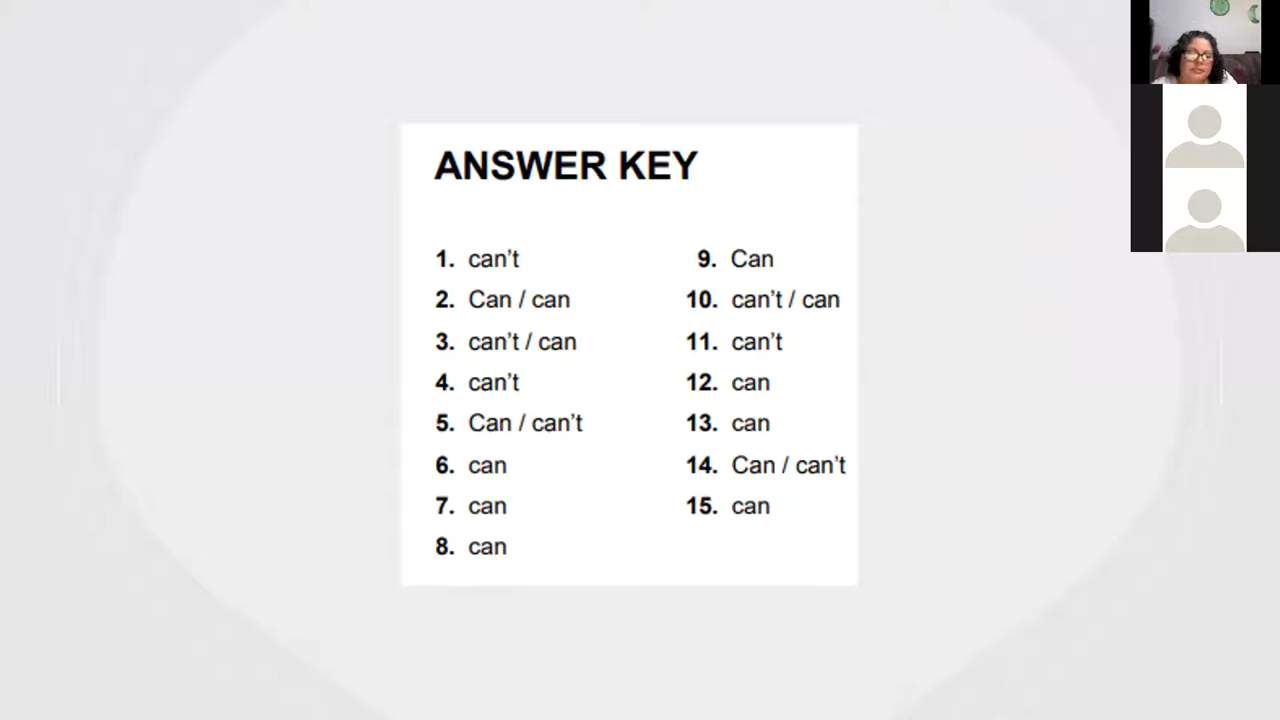 ANSWER KEY
1. can't
2. Can / can
3. can't / can
4. can't
5. Can / can't
6. can
7. can
8. can
9. Can
10. can't / can
11. can't
12. can
13. can
14. Can / can't
15. can